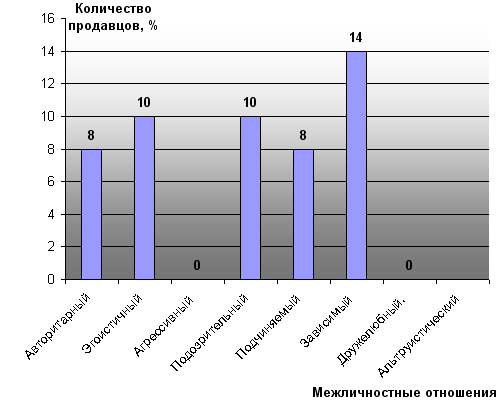 Количество
продавцов, %
16
14
12
10
8
6
4
2
0
8
10
0
10
8
14
0
Авторитарный
Эгоистичный
Агрессивный
Подозрительный
Подчиняемый
Зависимый
Дружелюбный.
Альтруистический
Межличностные отношения